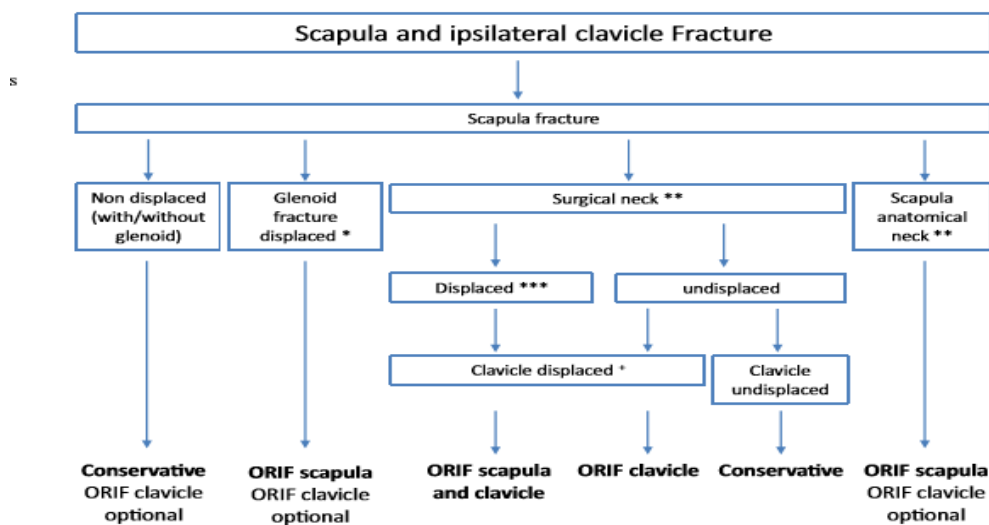 Scapula and ipsilateral clavicle Fracture
s
Scapula fracture
Non displaced
(with/without
glenoid)
Glenoid
fracture
displaced *
Surgical neck **
Scapula
anatomical
neck **
Displaced ***
undisplaced
Clavicle displaced +
Clavicle
undisplaced
Conservative
ORIF clavicle
optional
ORIF scapula
ORIF clavicle
optional
ORIF scapula
and clavicle
ORIF clavicle
Conservative
ORIF scapula
ORIF clavicle
optional